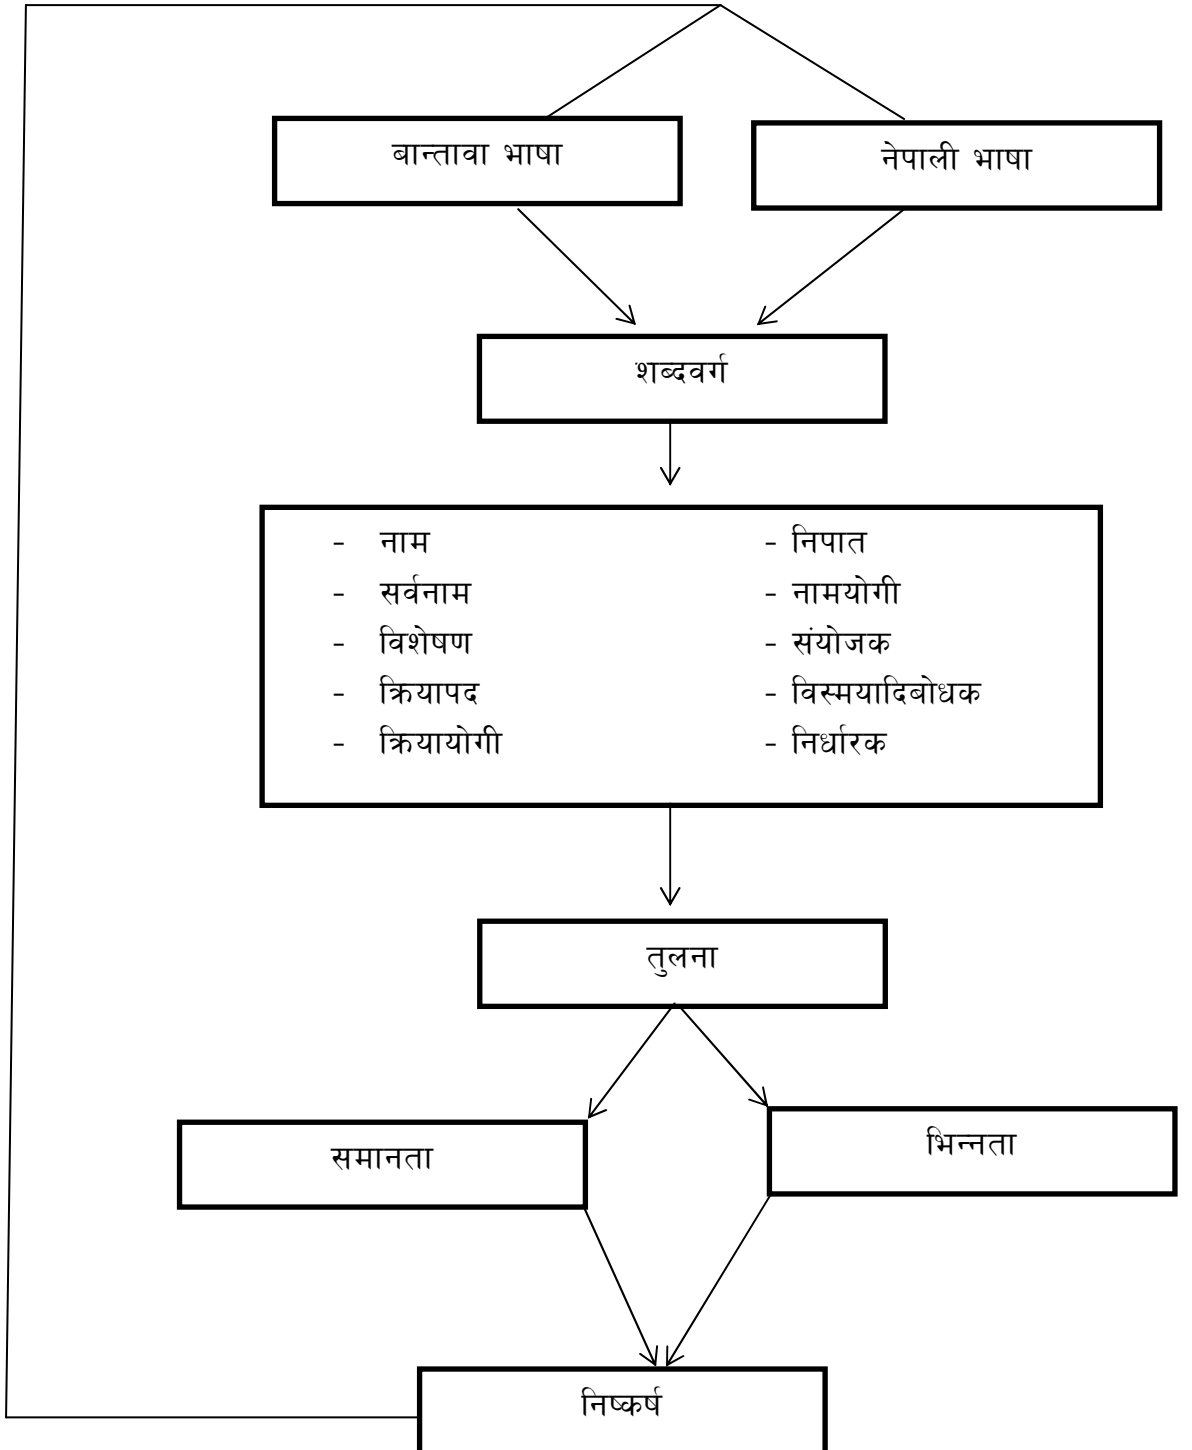 बान्तावा भाषा
नेपाली भाषा
शब्दवर्ग
- नाम
- सर्वनाम
- विशेषण
- क्रियापद
- क्रियायोगी
- निपात
- नामयोगी
- संयोजक
- विस्मयादिबोधक
- निर्धारक
तुलना
समानता
भिन्नता
निष्कर्ष